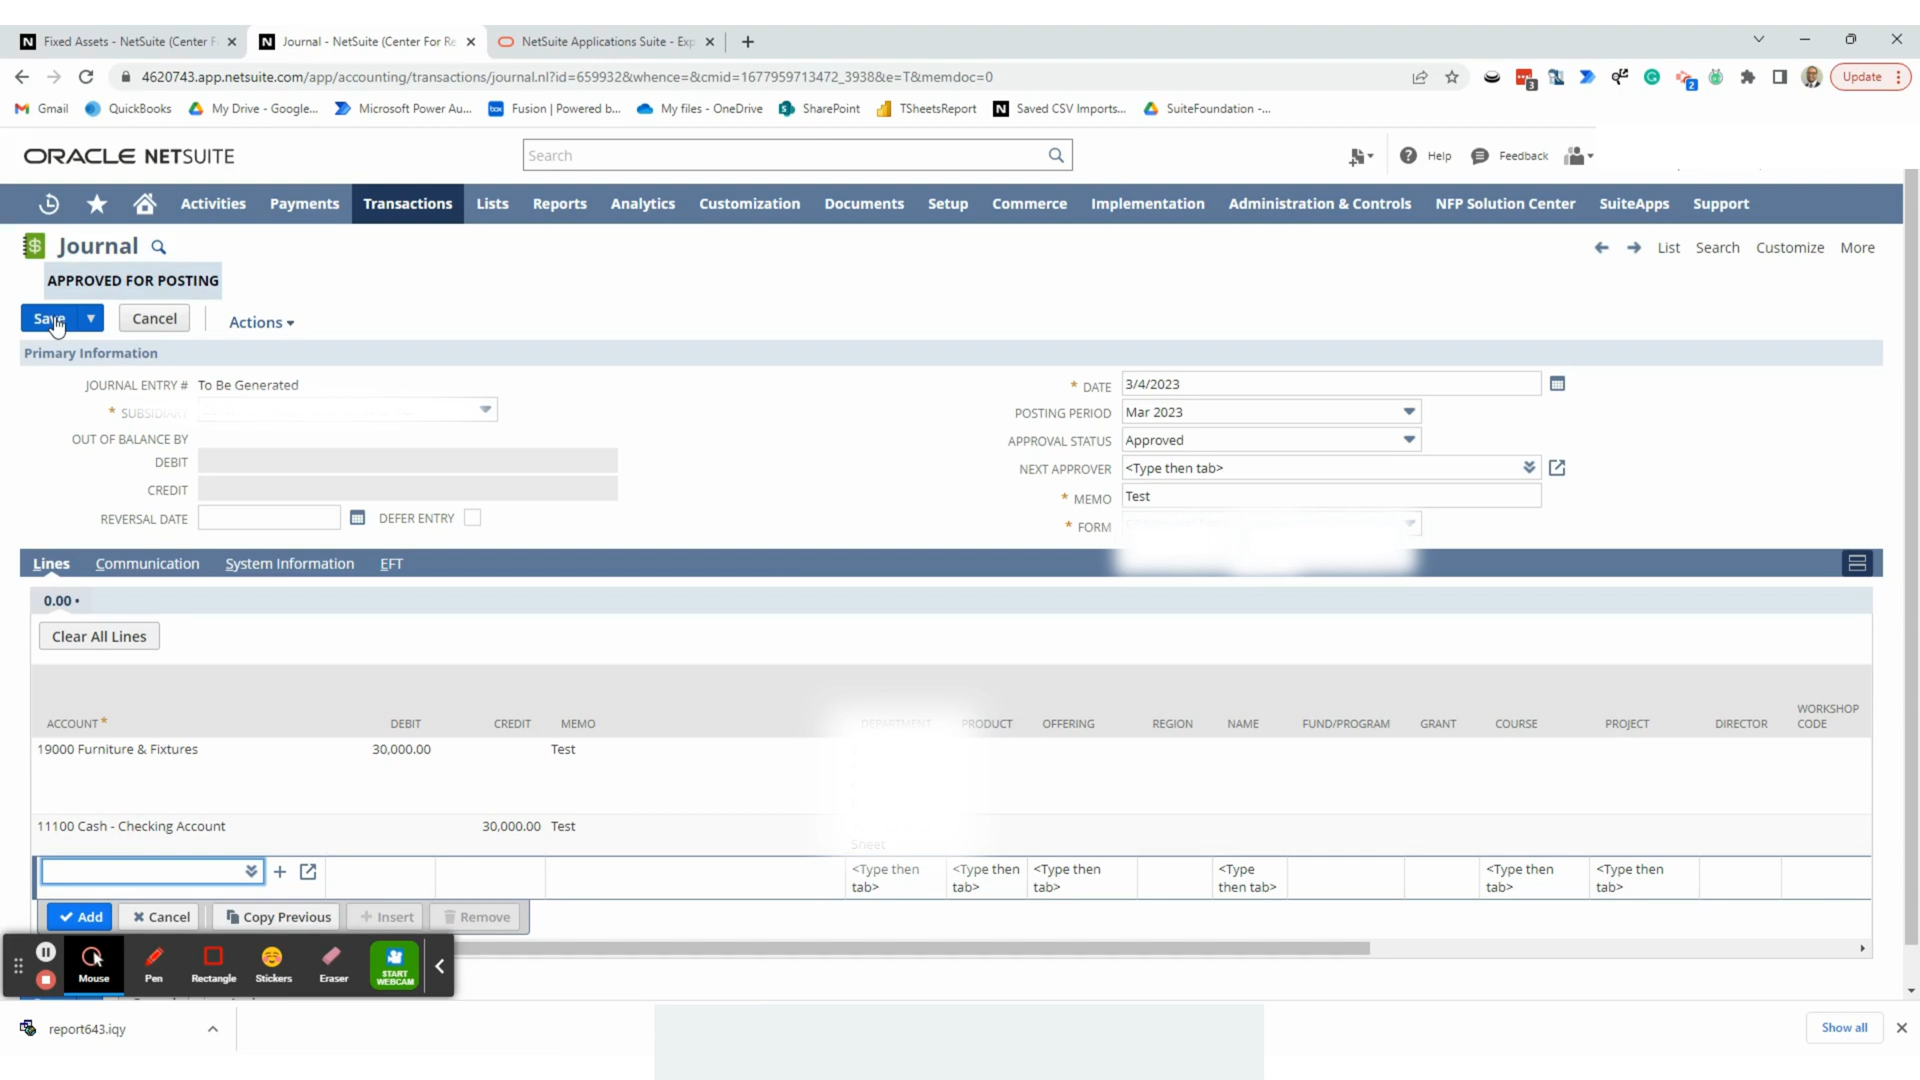 Fixed Assets - NetSuite (Center F
Journal - NetSuite (Center For Re
NetSuite Applications Suite - Exp
4620743.app.netsuite.com/app/accounting/transactions/journal.nl?id=659932&whence=&cmid=1677959713472_3938&e=T&memdoc=0
3
2
Update
Gmail
QuickBooks
My Drive - Google...
Microsoft Power Au...
box
Fusion | Powered b...
My files - OneDrive
SharePoint
TSheetsReport
Saved CSV Imports...
SuiteFoundation -...
ORACLE NETSUITE
Search
Help
Feedback
Activities
Payments
Transactions
Lists
Reports
Analytics
Customization
Documents
Setup
Commerce
Implementation
Administration & Controls
NFP Solution Center
SuiteApps
Support
Journal
List
Search
Customize
More
APPROVED FOR POSTING
Save
Cancel
Actions
Primary Information
JOURNAL ENTRY # To Be Generated
* SUBSIDIARY
OUT OF BALANCE BY
DEBIT
CREDIT
REVERSAL DATE
DEFER ENTRY
* DATE 3/4/2023
POSTING PERIOD Mar 2023
APPROVAL STATUS Approved
NEXT APPROVER <Type then tab>
* MEMO Test
* FORM
Lines
Communication
System Information
EFT
0.00 •
Clear All Lines
ACCOUNT *
DEBIT
CREDIT
MEMO
DEPARTMENT
PRODUCT
OFFERING
REGION
NAME
FUND/PROGRAM
GRANT
COURSE
PROJECT
DIRECTOR
WORKSHOP
CODE
19000 Furniture & Fixtures 30,000.00 Test
11100 Cash - Checking Account 30,000.00 Test
Sheet
<Type then
tab>
<Type then
tab>
<Type then
tab>
<Type
then tab>
<Type then
tab>
<Type then
tab>
Add
Cancel
Copy Previous
Insert
Remove
Mouse
Pen
Rectangle
Stickers
Eraser
START
WEBCAM
report643.iqy
Show all